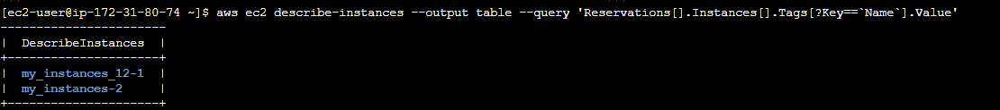 [ec2-user@ip-172-31-80-74 ~]$ aws ec2 describe-instances --output table --query 'Reservations[].Instances[].Tags[?Key==`Name`].Value'
-----------------------
|  DescribeInstances  |
+---------------------+
|  my_instances_12-1  |
|  my_instances-2     |
+---------------------+